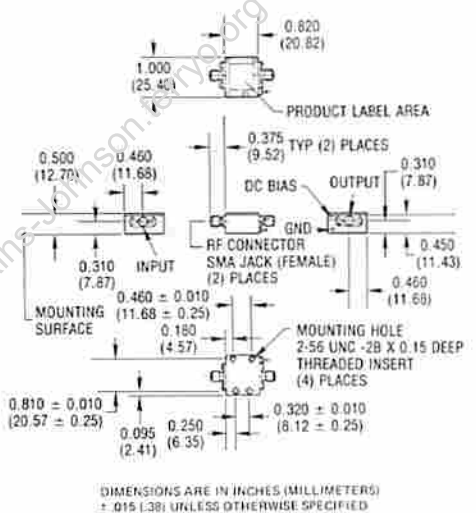 0.820
(20.82)
1.000
(25.40)
PRODUCT LABEL AREA
0.375 TYP (2) PLACES
(9.52)
0.500
(12.70)
0.460
(11.68)
0.310
(7.87)
DC BIAS
OUTPUT
GND
RF CONNECTOR
SMA JACK (FEMALE)
(2) PLACES
0.310
(7.87)
INPUT
0.450
(11.43)
0.460
(11.68)
MOUNTING
SURFACE
0.460 ± 0.010
(11.68 ± 0.25)
0.180
(4.57)
MOUNTING HOLE
2-56 UNC -2B X 0.15 DEEP
THREADED INSERT
(4) PLACES
0.810 ± 0.010
(20.57 ± 0.25)
0.095
(2.41)
0.250
(6.35)
0.320 ± 0.010
(8.12 ± 0.25)
DIMENSIONS ARE IN INCHES (MILLIMETERS)
± .015 (.38) UNLESS OTHERWISE SPECIFIED